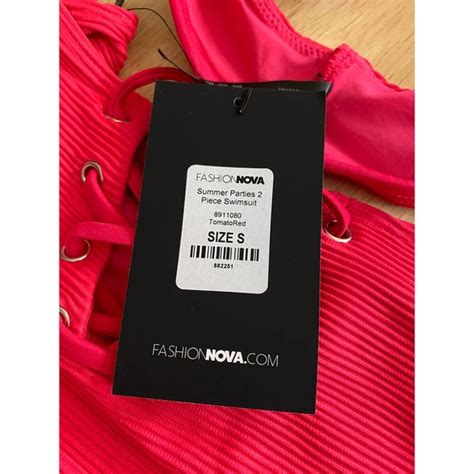 FASHIONNOVA
Summer Parties 2
Piece Swimsuit
8911080
TomatoRed
SIZE S
882251
FASHIONNOVA.COM